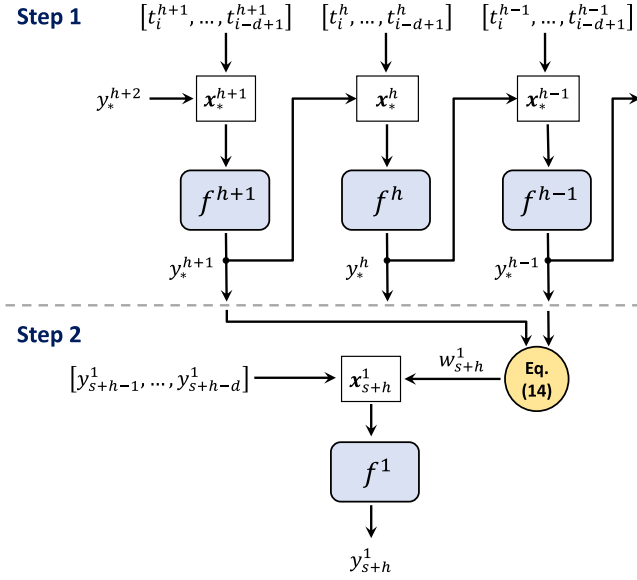 Step 1
[t_i^{h+1}, …, t_{i-d+1}^{h+1}] [t_i^h, …, t_{i-d+1}^h] [t_i^{h-1}, …, t_{i-d+1}^{h-1}]
y_*^{h+2} x_*^{h+1} x_*^h x_*^{h-1}
f^{h+1} f^h f^{h-1}
y_*^{h+1} y_*^h y_*^{h-1}
Step 2
[y_{s+h-1}^1, …, y_{s+h-d}^1] x_{s+h}^1 w_{s+h}^1 Eq.
(14)
f^1
y_{s+h}^1